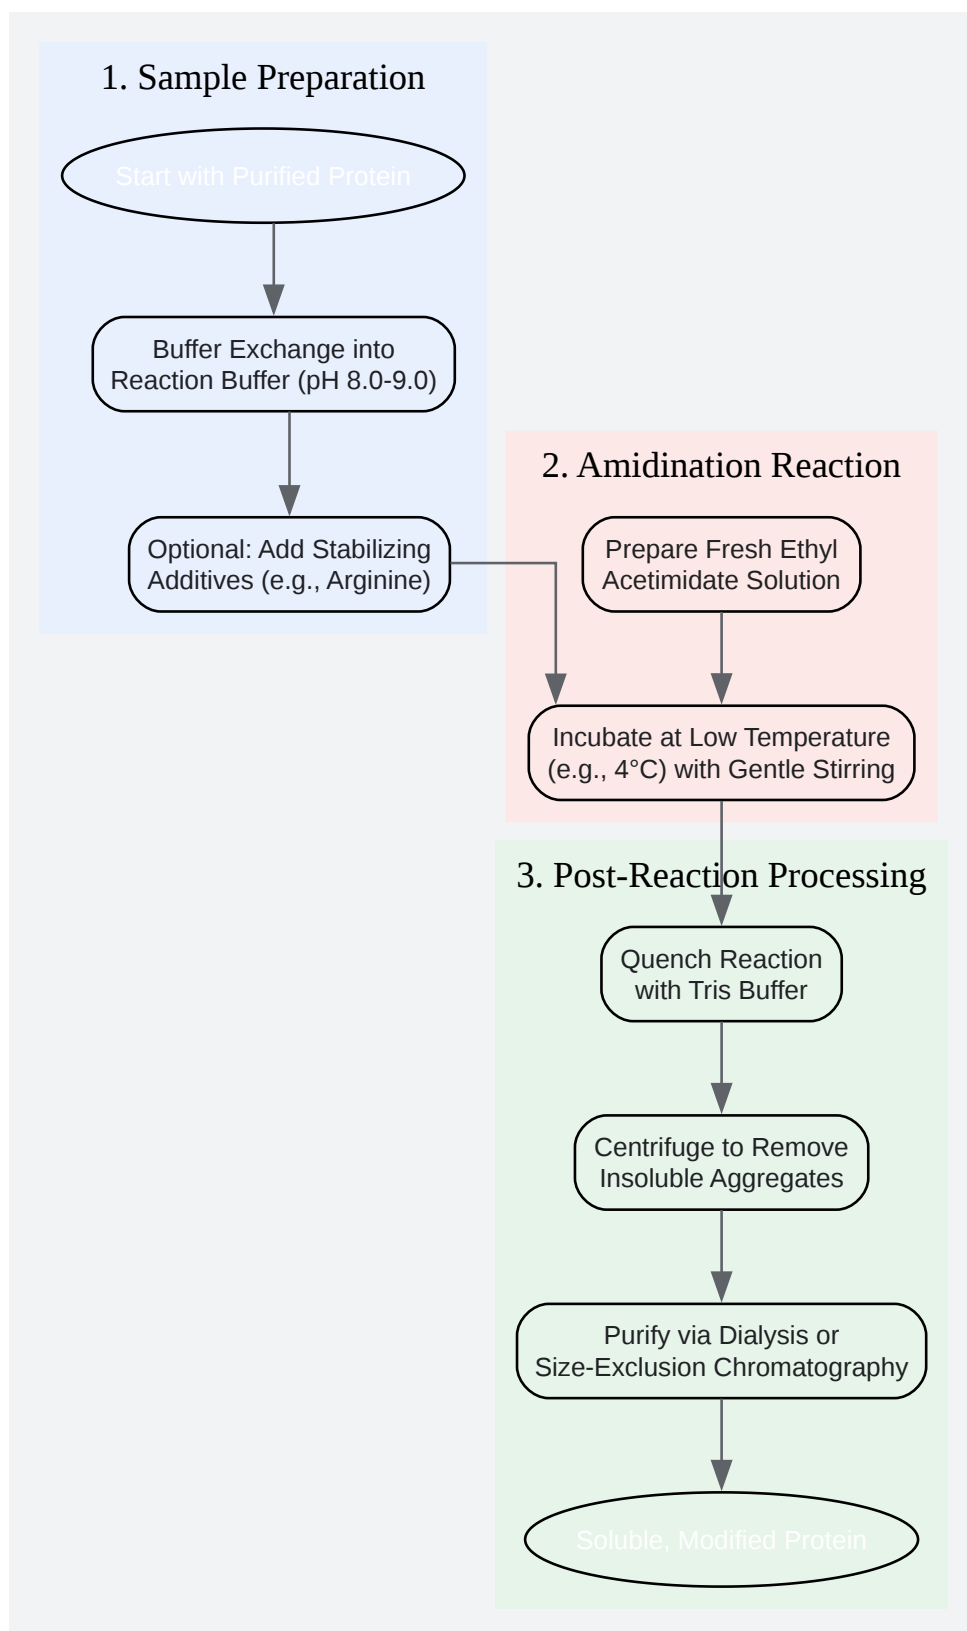 1. Sample Preparation
Start with Purified Protein
Buffer Exchange into
Reaction Buffer (pH 8.0-9.0)
Optional: Add Stabilizing
Additives (e.g., Arginine)
2. Amidination Reaction
Prepare Fresh Ethyl
Acetimidate Solution
Incubate at Low Temperature
(e.g., 4°C) with Gentle Stirring
3. Post-Reaction Processing
Quench Reaction
with Tris Buffer
Centrifuge to Remove
Insoluble Aggregates
Purify via Dialysis or
Size-Exclusion Chromatography
Soluble, Modified Protein